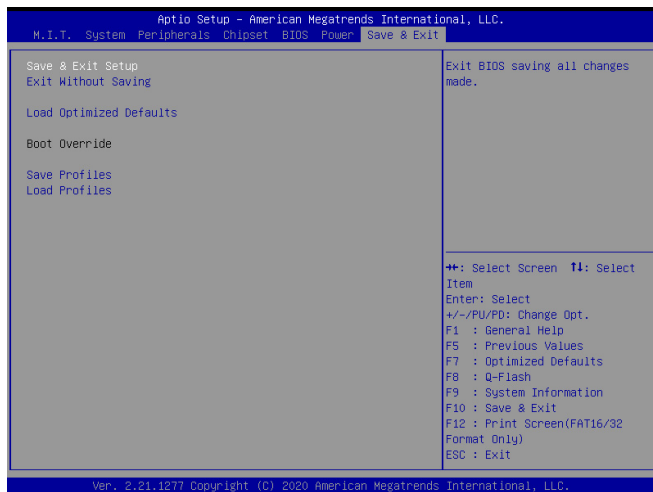 Aptio Setup – American Megatrends International, LLC.
M.I.T. System Peripherals Chipset BIOS Power Save & Exit
Save & Exit Setup
Exit Without Saving
Load Optimized Defaults
Boot Override
Save Profiles
Load Profiles
Exit BIOS saving all changes
made.
→←: Select Screen ↑↓: Select
Item
Enter: Select
+/-/PU/PD: Change Opt.
F1 : General Help
F5 : Previous Values
F7 : Optimized Defaults
F8 : Q-Flash
F9 : System Information
F10 : Save & Exit
F12 : Print Screen(FAT16/32
Format Only)
ESC : Exit
Ver. 2.21.1277 Copyright (C) 2020 American Megatrends International, LLC.